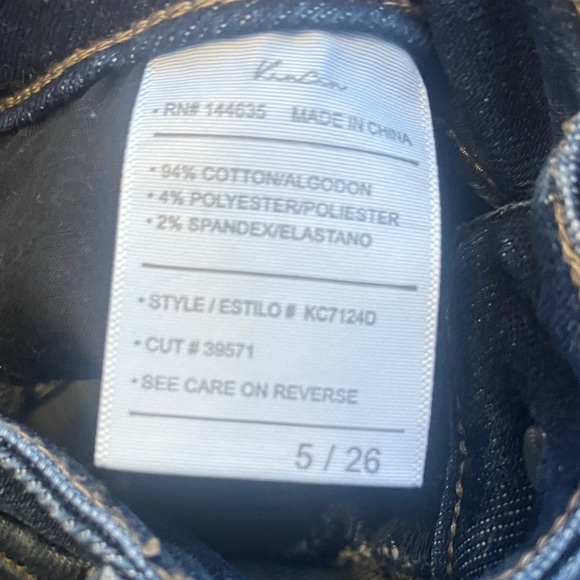 KanCan
• RN# 144635 MADE IN CHINA
• 94% COTTON/ALGODON
• 4% POLYESTER/POLIESTER
• 2% SPANDEX/ELASTANO
• STYLE / ESTILO # KC7124D
• CUT # 39571
• SEE CARE ON REVERSE
5 / 26